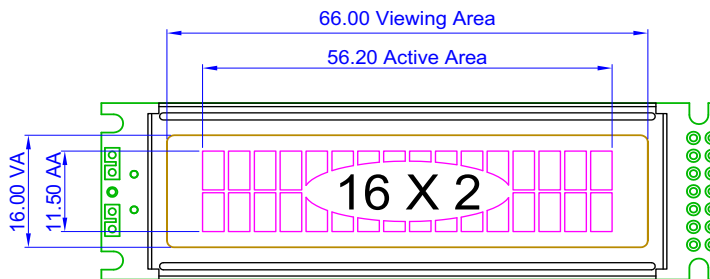 66.00 Viewing Area
56.20 Active Area
16.00 VA
11.50 AA
16 X 2